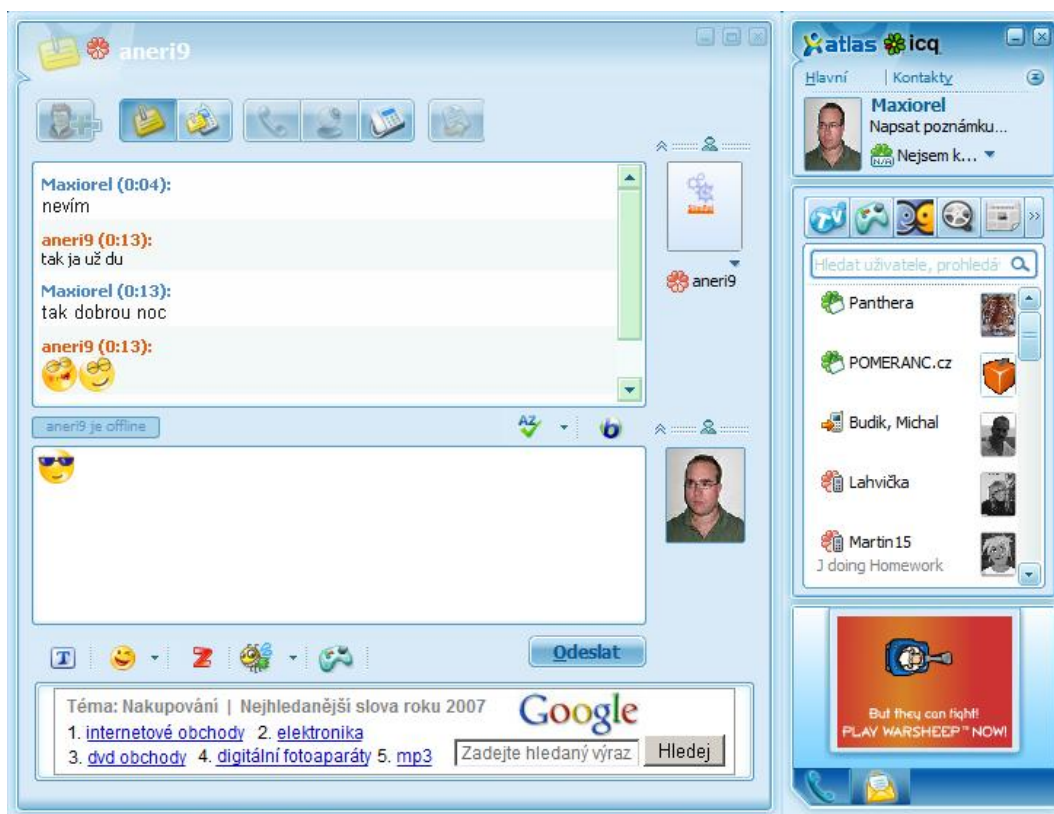 aneri9
Maxiorel (0:04):
nevím
aneri9 (0:13):
tak ja už du
Maxiorel (0:13):
tak dobrou noc
aneri9 (0:13):
aneri9
aneri9 je offline
AZ
b
T
Z
Odeslat
Téma: Nakupování | Nejhledanější slova roku 2007
Google
1. internetové obchody 2. elektronika
3. dvd obchody 4. digitální fotoaparáty 5. mp3
Zadejte hledaný výraz
Hledej
atlas icq
Hlavní | Kontakty
Maxiorel
Napsat poznámku...
N/A
Nejsem k...
TV
Hledat uživatele, prohledá
Panthera
POMERANC.cz
Budik, Michal
Lahvička
Martin15
J doing Homework
But they can fight!
PLAY WARSHEEP™ NOW!